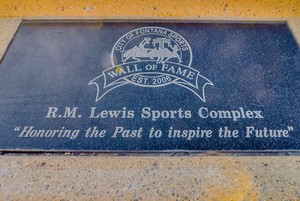 CITY OF FONTANA SPORTS
WALL OF FAME
EST. 2006
R.M. Lewis Sports Complex
"Honoring the Past to inspire the Future"